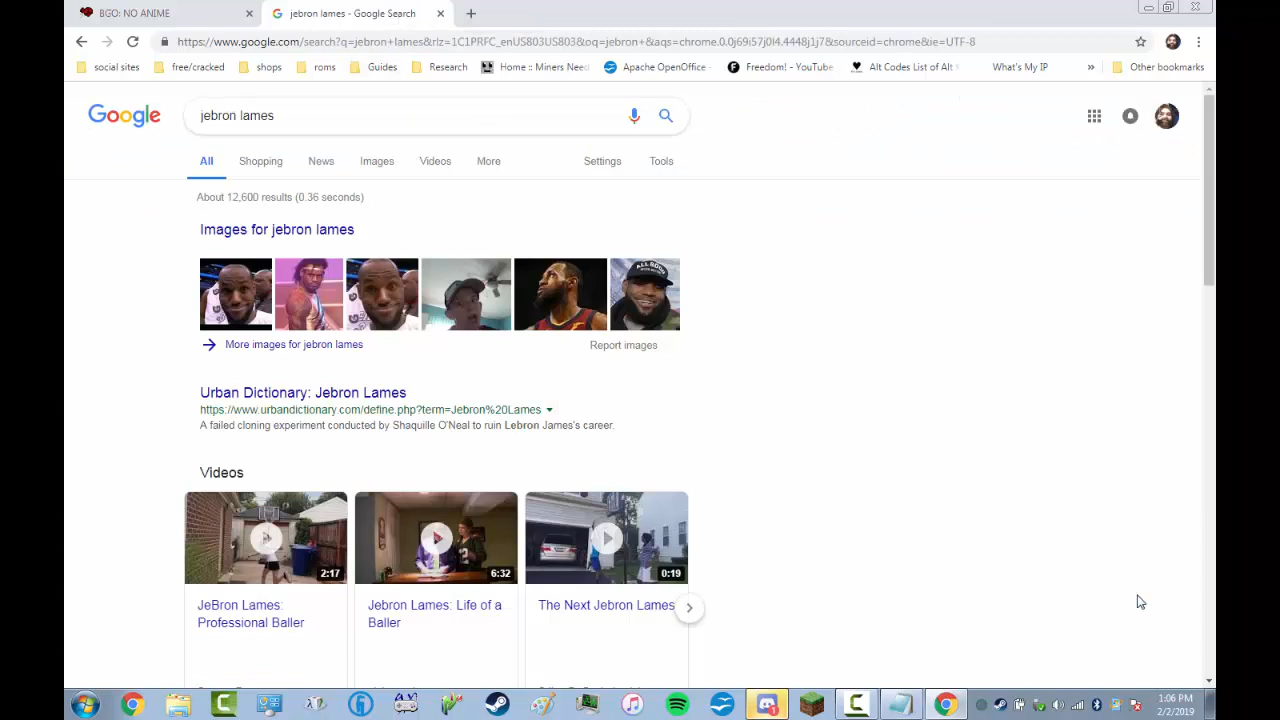 BGO: NO ANIME
jebron lames - Google Search
https://www.google.com/search?q=jebron+lames&rlz=1C1PRFC_enUS803US803&oq=jebron+&aqs=chrome.0.0j69i57j0l4.4448j1j7&sourceid=chrome&ie=UTF-8
social sites free/cracked shops roms Guides Research Home :: Miners Need Apache OpenOffice - Freedom! - YouTube Alt Codes List of Alt What's My IP » Other bookmarks
Google
jebron lames
All Shopping News Images Videos More Settings Tools
About 12,600 results (0.36 seconds)
Images for jebron lames
More images for jebron lames
Report images
Urban Dictionary: Jebron Lames
https://www.urbandictionary.com/define.php?term=Jebron%20Lames
A failed cloning experiment conducted by Shaquille O'Neal to ruin Lebron James's career.
Videos
2:17
6:32
0:19
JeBron Lames:
Professional Baller
Jebron Lames: Life of a
Baller
The Next Jebron Lames
1:06 PM
2/2/2019